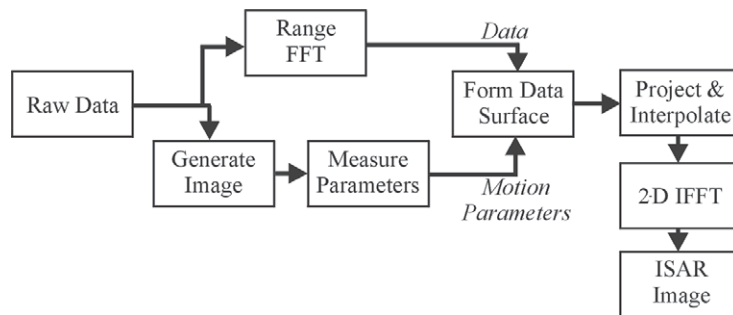 Range
FFT
Data
Raw Data
Form Data
Surface
Project &
Interpolate
Generate
Image
Measure
Parameters
Motion
Parameters
2-D IFFT
ISAR
Image